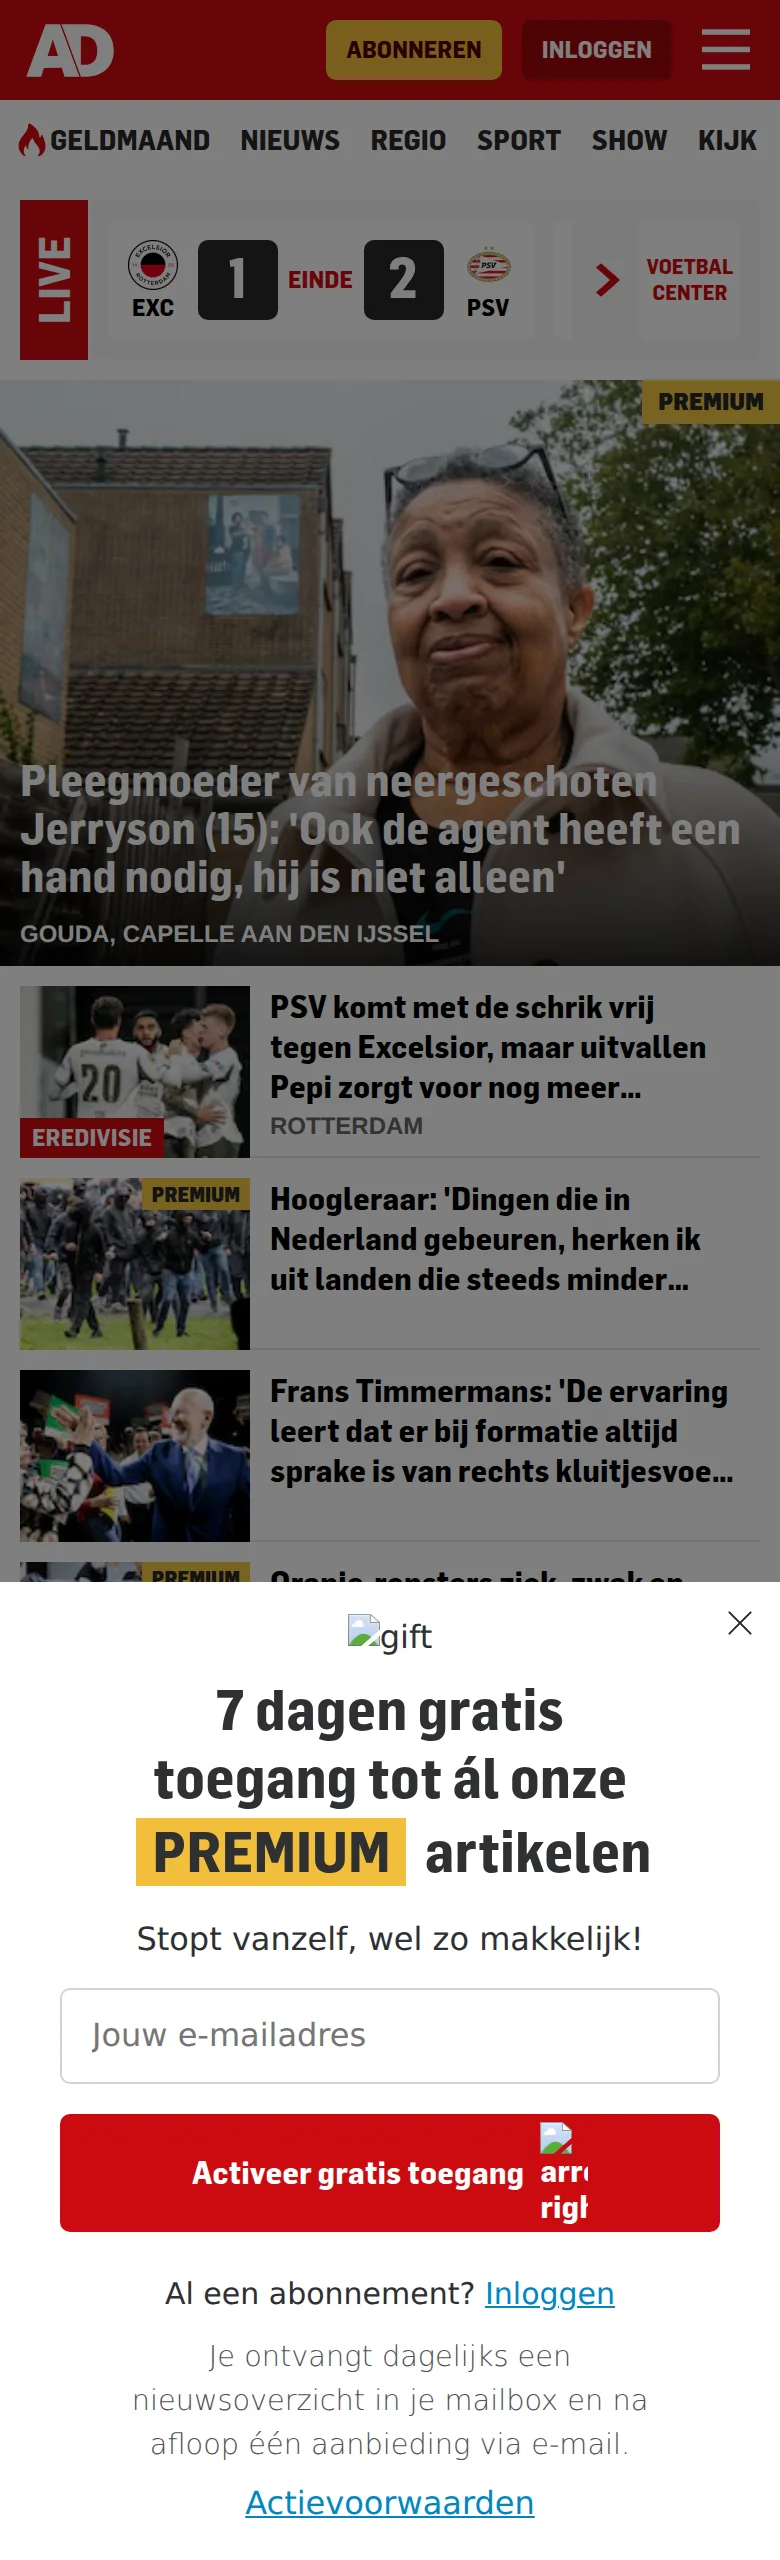 AD
ABONNEREN
INLOGGEN
GELDMAAND NIEUWS REGIO SPORT SHOW KIJK
LIVE
EXCELSIOR
ROTTERDAM
EXC
1
EINDE
2
PSV
PSV
VOETBAL
CENTER
PREMIUM
Pleegmoeder van neergeschoten
Jerryson (15): 'Ook de agent heeft een
hand nodig, hij is niet alleen'
GOUDA, CAPELLE AAN DEN IJSSEL
20
EREDIVISIE
PSV komt met de schrik vrij
tegen Excelsior, maar uitvallen
Pepi zorgt voor nog meer...
ROTTERDAM
PREMIUM
Hoogleraar: 'Dingen die in
Nederland gebeuren, herken ik
uit landen die steeds minder...
Frans Timmermans: 'De ervaring
leert dat er bij formatie altijd
sprake is van rechts kluitjesvoe...
PREMIUM
gift
7 dagen gratis
toegang tot ál onze
PREMIUM artikelen
Stopt vanzelf, wel zo makkelijk!
Jouw e-mailadres
Activeer gratis toegang
Al een abonnement? Inloggen
Je ontvangt dagelijks een
nieuwsoverzicht in je mailbox en na
afloop één aanbieding via e-mail.
Actievoorwaarden